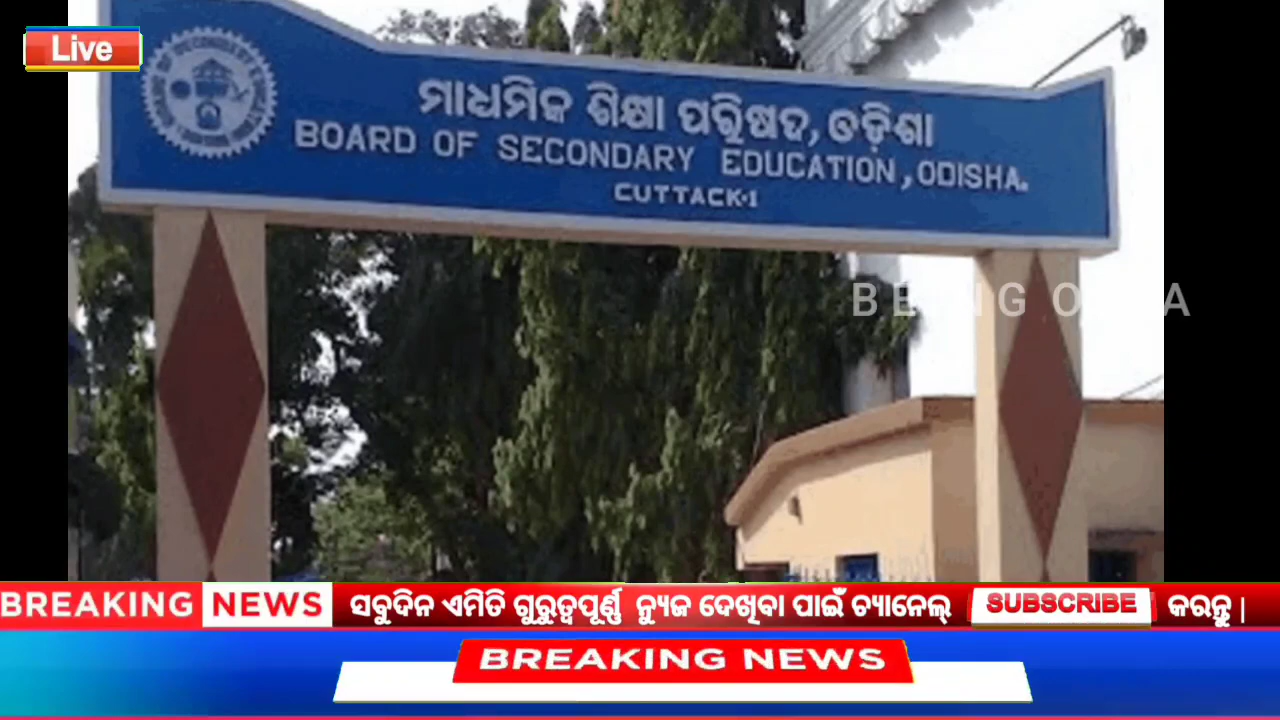 Live
ମାଧ୍ୟମିକ ଶିକ୍ଷା ପରିଷଦ, ଓଡ଼ିଶା
BOARD OF SECONDARY EDUCATION, ODISHA.
CUTTACK-1
BREAKING NEWS ସବୁଦିନ ଏମିତି ଗୁରୁତ୍ୱପୂର୍ଣ୍ଣ ନ୍ୟୁଜ ଦେଖିବା ପାଇଁ ଚ୍ୟାନେଲ୍ SUBSCRIBE କରନ୍ତୁ |
BREAKING NEWS